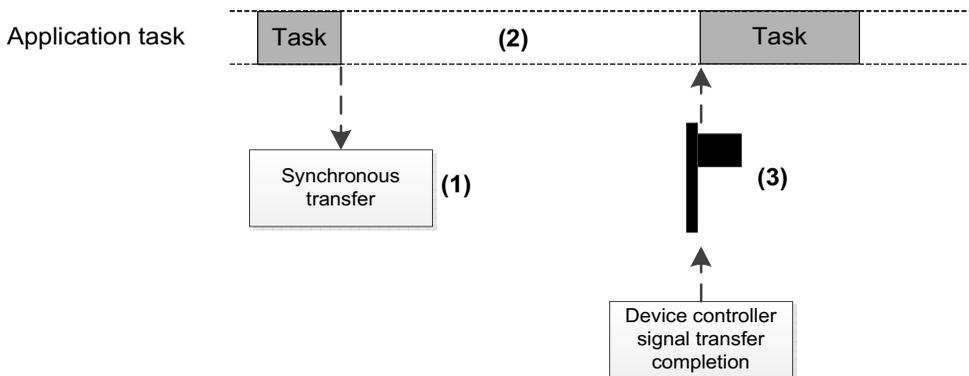 Application task
Task
(2)
Task
Synchronous
transfer
(1)
(3)
Device controller
signal transfer
completion